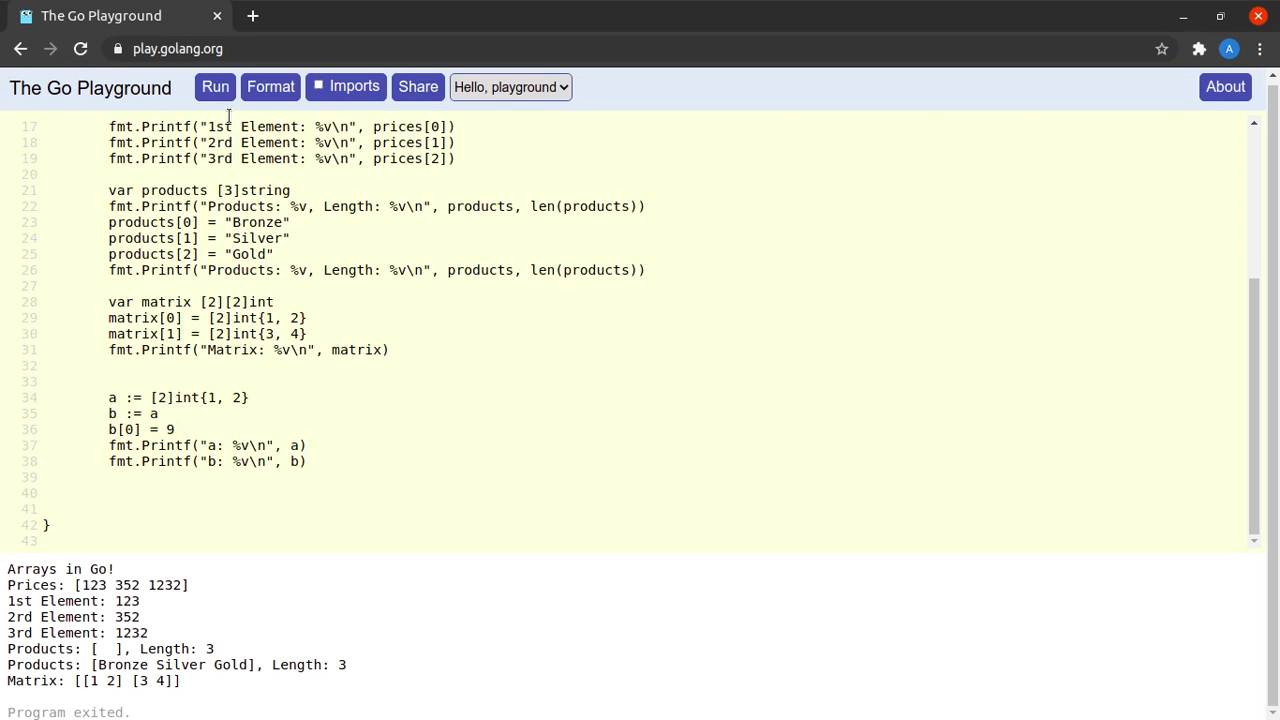 The Go Playground
play.golang.org
A
The Go Playground Run Format Imports Share Hello, playground About
17 fmt.Printf("1st Element: %v\n", prices[0])
18 fmt.Printf("2rd Element: %v\n", prices[1])
19 fmt.Printf("3rd Element: %v\n", prices[2])
20
21 var products [3]string
22 fmt.Printf("Products: %v, Length: %v\n", products, len(products))
23 products[0] = "Bronze"
24 products[1] = "Silver"
25 products[2] = "Gold"
26 fmt.Printf("Products: %v, Length: %v\n", products, len(products))
27
28 var matrix [2][2]int
29 matrix[0] = [2]int{1, 2}
30 matrix[1] = [2]int{3, 4}
31 fmt.Printf("Matrix: %v\n", matrix)
32
33
34 a := [2]int{1, 2}
35 b := a
36 b[0] = 9
37 fmt.Printf("a: %v\n", a)
38 fmt.Printf("b: %v\n", b)
39
40
41
42 }
43
Arrays in Go!
Prices: [123 352 1232]
1st Element: 123
2rd Element: 352
3rd Element: 1232
Products: [  ], Length: 3
Products: [Bronze Silver Gold], Length: 3
Matrix: [[1 2] [3 4]]
Program exited.